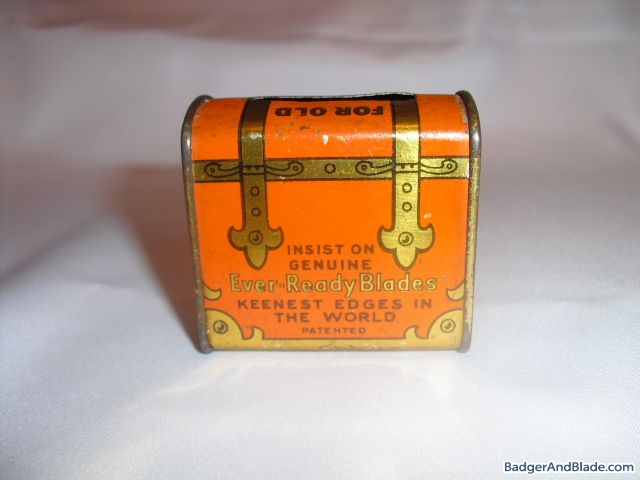 FOR OLD
INSIST ON
GENUINE
Ever-Ready Blades
KEENEST EDGES IN
THE WORLD
PATENTED
BadgerAndBlade.com